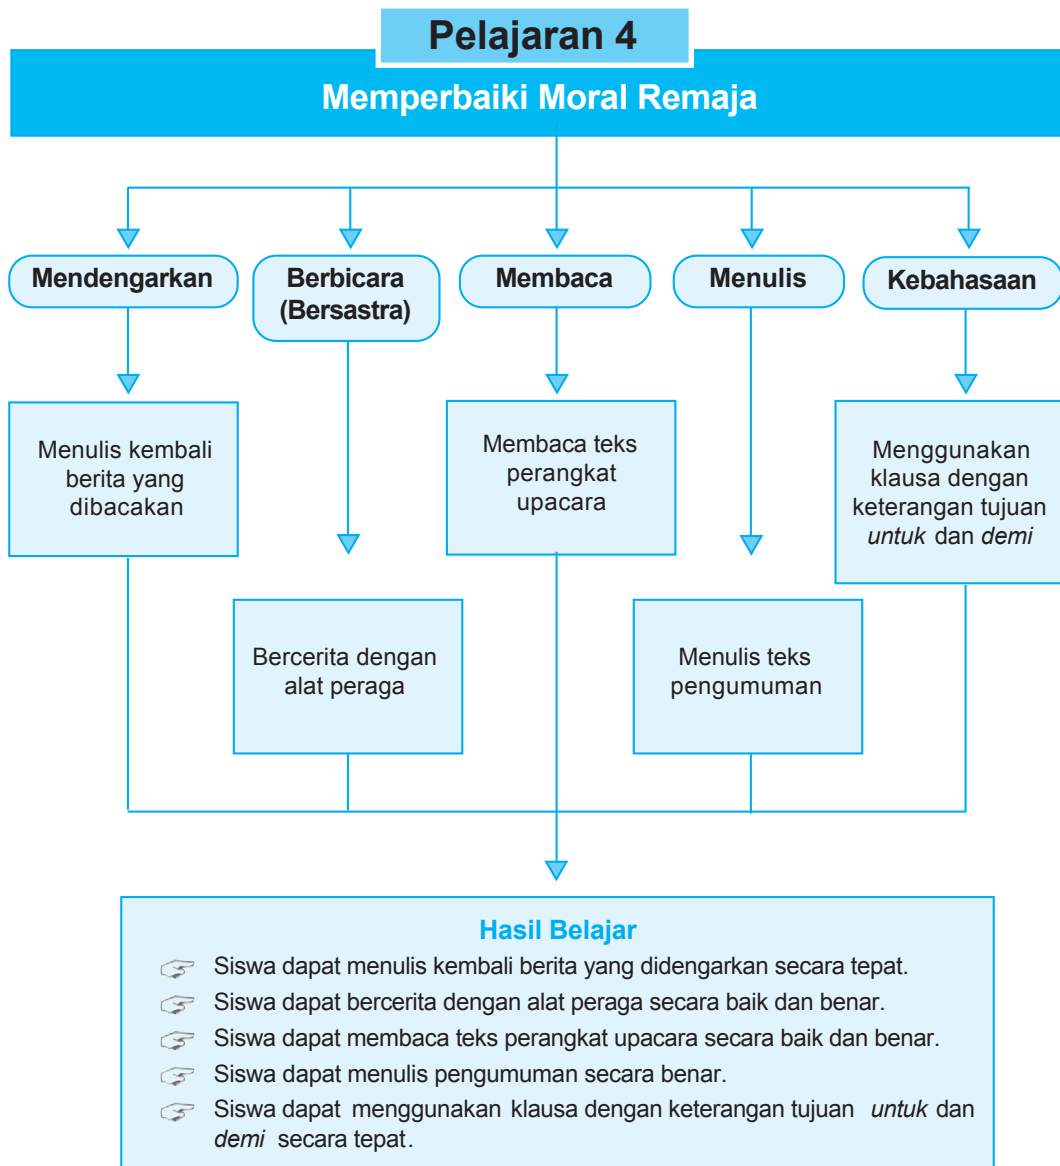 Pelajaran 4
Memperbaiki Moral Remaja
Mendengarkan
Berbicara
(Bersastra)
Membaca
Menulis
Kebahasaan
Menulis kembali
berita yang
dibacakan
Membaca teks
perangkat
upacara
Menggunakan
klausa dengan
keterangan tujuan
untuk dan demi
Bercerita dengan
alat peraga
Menulis teks
pengumuman
Hasil Belajar
Siswa dapat menulis kembali berita yang didengarkan secara tepat.
Siswa dapat bercerita dengan alat peraga secara baik dan benar.
Siswa dapat membaca teks perangkat upacara secara baik dan benar.
Siswa dapat menulis pengumuman secara benar.
Siswa dapat menggunakan klausa dengan keterangan tujuan untuk dan
demi secara tepat.